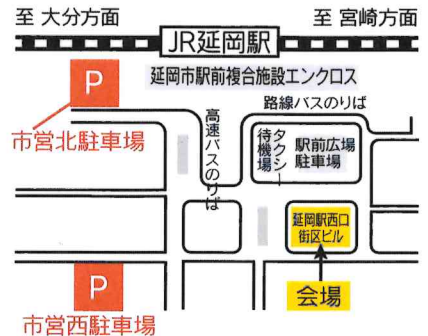 至 大分方面
至 宮崎方面
JR延岡駅
P
延岡市駅前複合施設エンクロス
市営北駐車場
路線バスのりば
高速バスのりば
タクシー
待機場
駅前広場
駐車場
延岡駅西口
街区ビル
P
会場
市営西駐車場